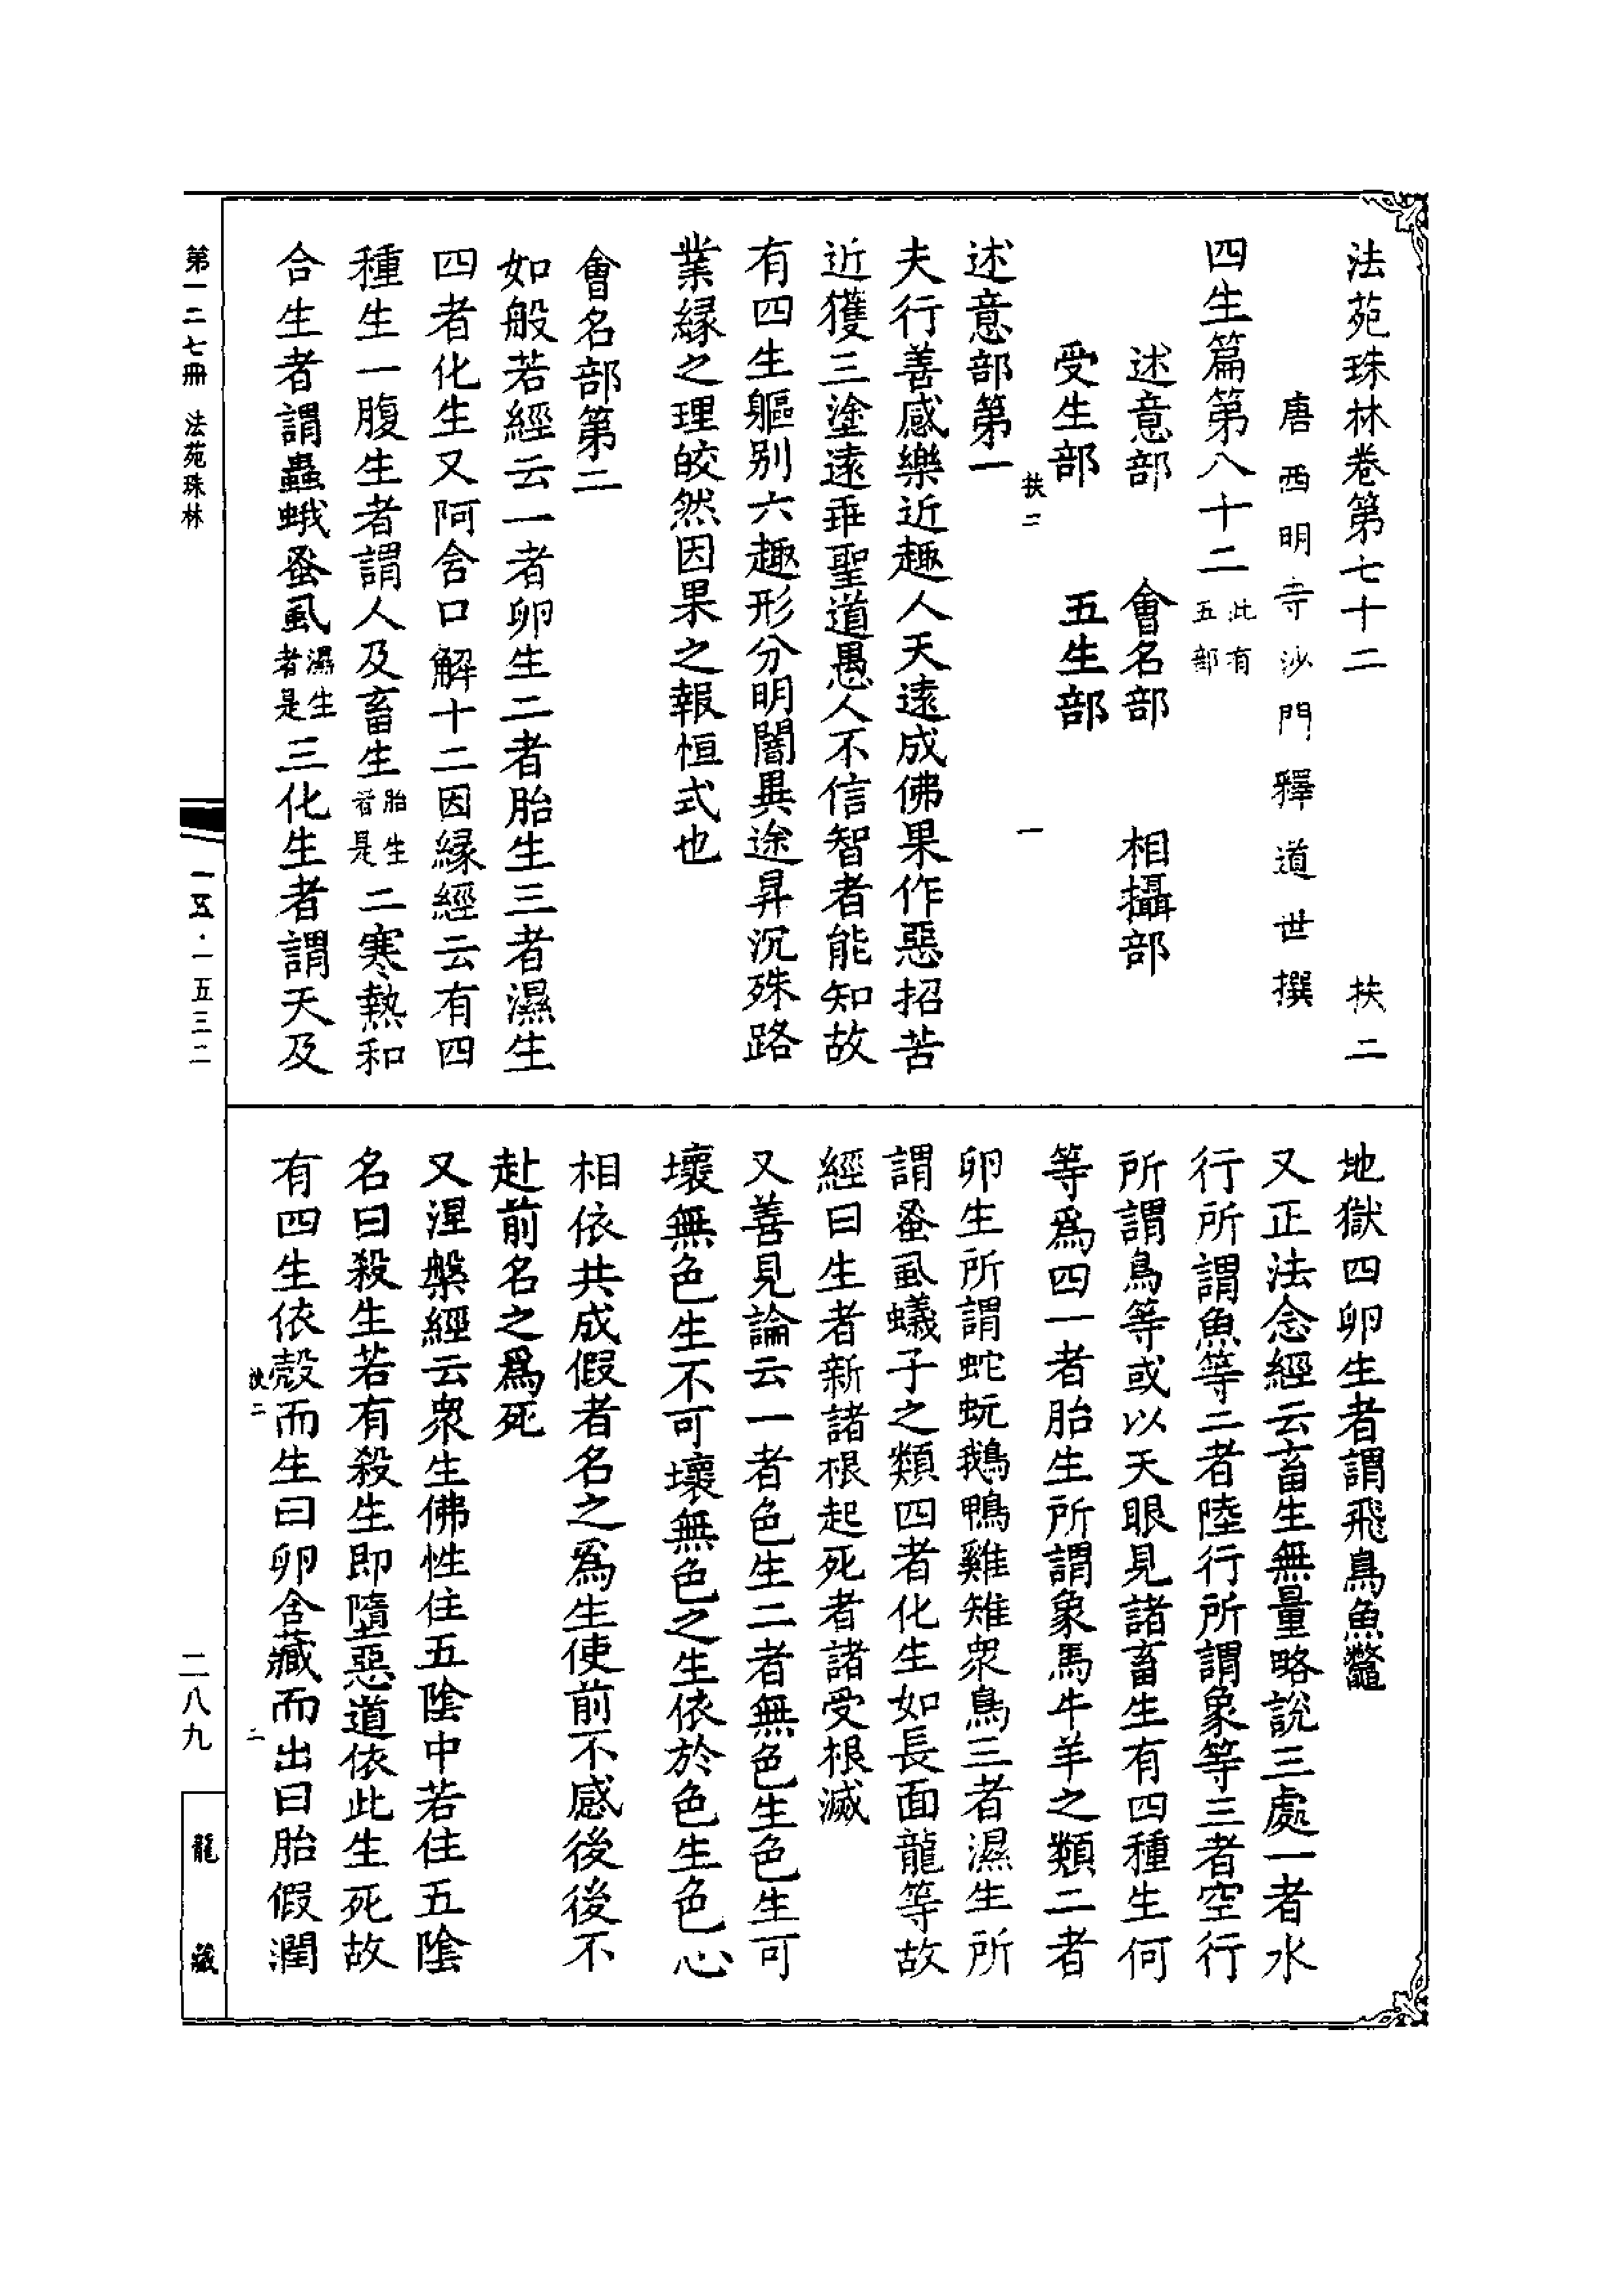 法苑珠林卷第七十二　扶二
唐西明寺沙門釋道世撰
四生篇第八十二此有五部
述意部　會名部　相攝部
受生部　五生部
扶二　一
述意部第一
夫行善感樂近趣人天遠成佛果作惡招苦
近獲三塗遠乖聖道愚人不信智者能知故
有四生軀別六趣形分明闇異途昇沉殊路
業緣之理皎然因果之報恒式也
會名部第二
如般若經云一者卵生二者胎生三者濕生
四者化生又阿含口解十二因緣經云有四
種生一腹生者謂人及畜生胎生者是二寒熱和
合生者謂蟲蛾蚤虱濕生者是三化生者謂天及
地獄四卵生者謂飛鳥魚鼈
又正法念經云畜生無量略說三處一者水
行所謂魚等二者陸行所謂象等三者空行
所謂鳥等或以天眼見諸畜生有四種生何
等爲四一者胎生所謂象馬牛羊之類二者
卵生所謂蛇蚖鵝鴨雞雉衆鳥三者濕生所
謂蚤虱蟻子之類四者化生如長面龍等故
經曰生者新諸根起死者諸受根滅
又善見論云一者色生二者無色生色生可
壞無色生不可壞無色之生依於色生色心
相依共成假者名之爲生使前不感後後不
赴前名之爲死
又涅槃經云衆生佛性住五陰中若住五陰
名曰殺生若有殺生即墮惡道依此生死故
有四生依殼而生曰卵含藏而出曰胎假潤
扶二　二
第一二七冊　法苑珠林
一五·一五三二
二八九
龍藏